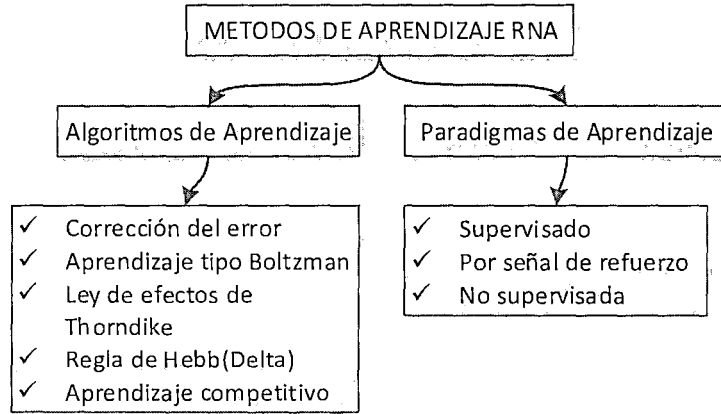 METODOS DE APRENDIZAJE RNA
Algoritmos de Aprendizaje
Paradigmas de Aprendizaje
✓ Corrección del error
✓ Aprendizaje tipo Boltzman
✓ Ley de efectos de
Thorndike
✓ Regla de Hebb(Delta)
✓ Aprendizaje competitivo
✓ Supervisado
✓ Por señal de refuerzo
✓ No supervisada